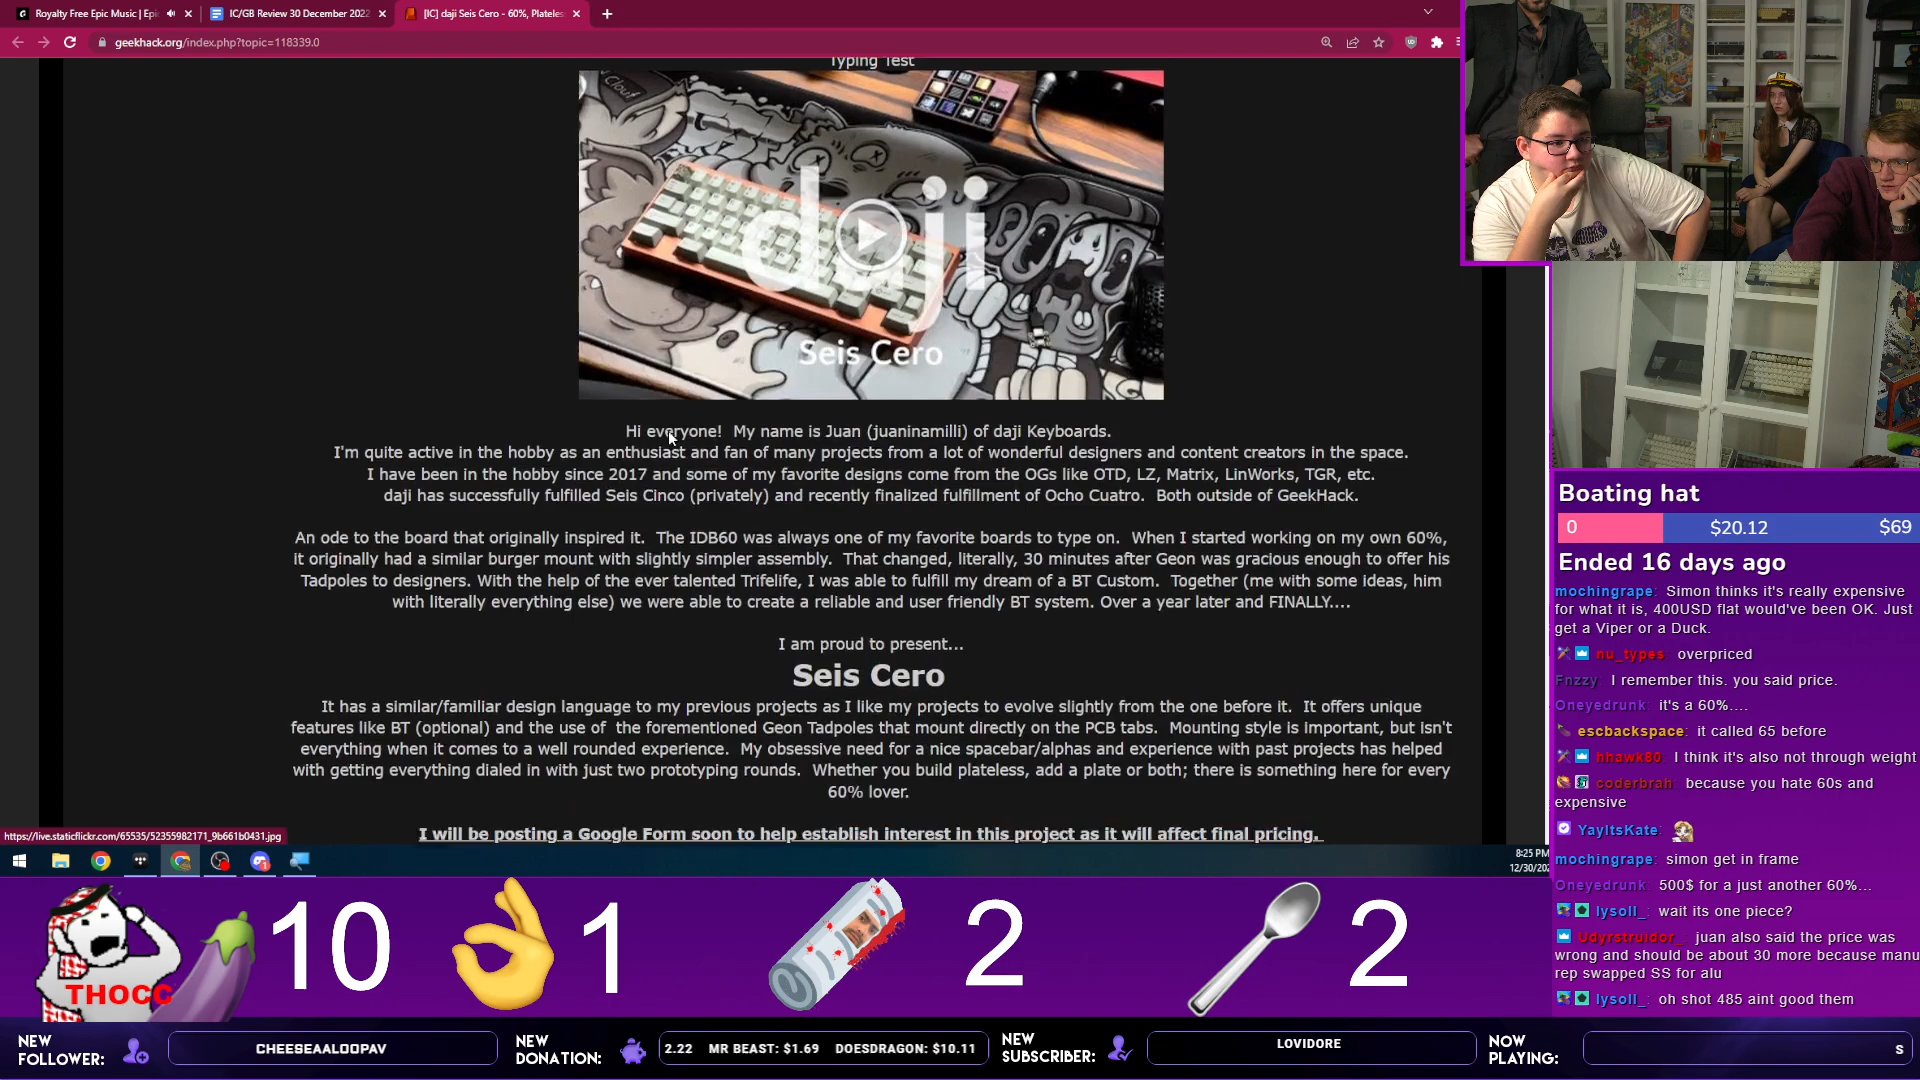 Royalty Free Epic Music | Epi
IC/GB Review 30 December 2022
[IC] daji Seis Cero - 60%, Plateles
geekhack.org/index.php?topic=118339.0
Typing Test
daji
Seis Cero
Hi everyone!  My name is Juan (juaninamilli) of daji Keyboards.
I'm quite active in the hobby as an enthusiast and fan of many projects from a lot of wonderful designers and content creators in the space.
I have been in the hobby since 2017 and some of my favorite designs come from the OGs like OTD, LZ, Matrix, LinWorks, TGR, etc.
daji has successfully fulfilled Seis Cinco (privately) and recently finalized fulfillment of Ocho Cuatro.  Both outside of GeekHack.
An ode to the board that originally inspired it.  The IDB60 was always one of my favorite boards to type on.  When I started working on my own 60%,
it originally had a similar burger mount with slightly simpler assembly.  That changed, literally, 30 minutes after Geon was gracious enough to offer his
Tadpoles to designers. With the help of the ever talented Trifelife, I was able to fulfill my dream of a BT Custom.  Together (me with some ideas, him
with literally everything else) we were able to create a reliable and user friendly BT system. Over a year later and FINALLY....
I am proud to present...
Seis Cero
It has a similar/familiar design language to my previous projects as I like my projects to evolve slightly from the one before it.  It offers unique
features like BT (optional) and the use of  the forementioned Geon Tadpoles that mount directly on the PCB tabs.  Mounting style is important, but isn't
everything when it comes to a well rounded experience.  My obsessive need for a nice spacebar/alphas and experience with past projects has helped
with getting everything dialed in with just two prototyping rounds.  Whether you build plateless, add a plate or both; there is something here for every
60% lover.
I will be posting a Google Form soon to help establish interest in this project as it will affect final pricing.
https://live.staticflickr.com/65535/52355982171_9b661b0431.jpg
8:25 PM
12/30/202
Boating hat
0 $20.12 $69
Ended 16 days ago
mochingrape: Simon thinks it's really expensive
for what it is, 400USD flat would've been OK. Just
get a Viper or a Duck.
nu_types: overpriced
Fnzzy: I remember this. you said price.
Oneyedrunk: it's a 60%....
escbackspace: it called 65 before
hhawk80: I think it's also not through weight
coderbrah: because you hate 60s and
expensive
YayItsKate:
mochingrape: simon get in frame
Oneyedrunk: 500$ for a just another 60%...
lysoll_: wait its one piece?
Udyrstruidor_: juan also said the price was
wrong and should be about 30 more because manu
rep swapped SS for alu
lysoll_: oh shot 485 aint good them
THOCC
10 1 2 2
NEW
FOLLOWER:
CHEESEAALOOPAV
NEW
DONATION:
2.22 MR BEAST: $1.69 DOESDRAGON: $10.11
NEW
SUBSCRIBER:
LOVIDORE
NOW
PLAYING:
S